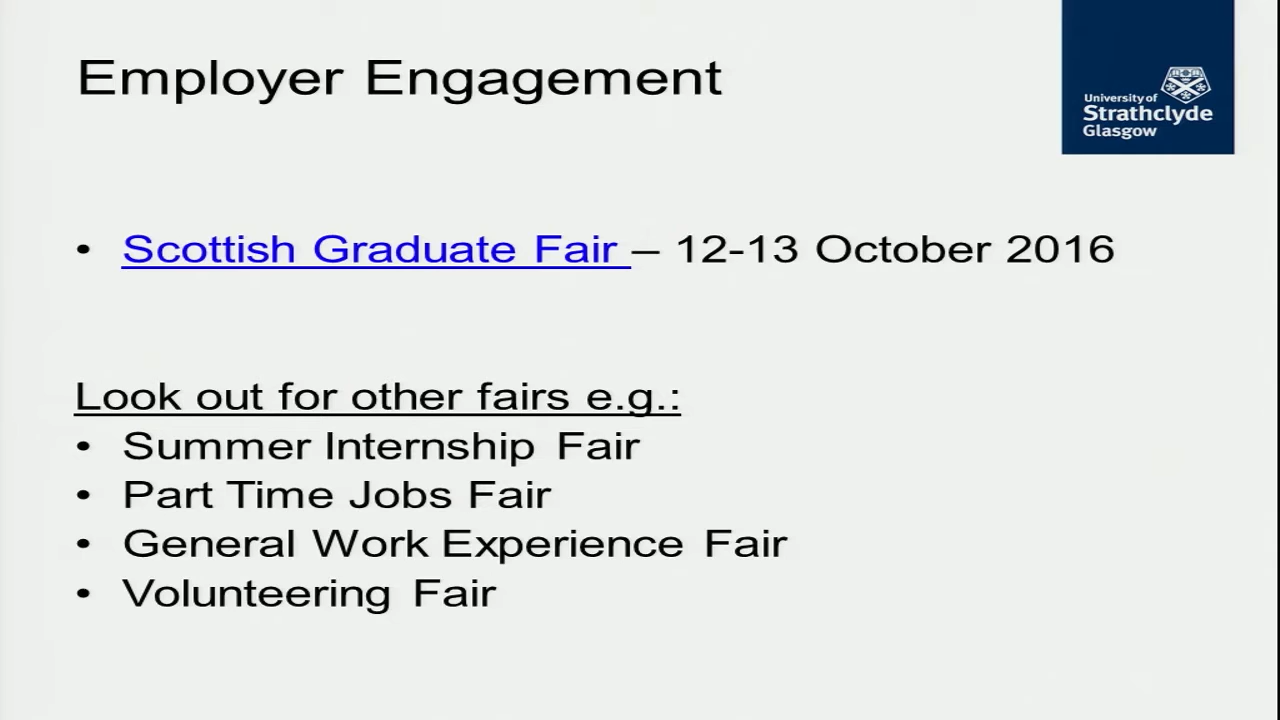 Employer Engagement
University of
Strathclyde
Glasgow
• Scottish Graduate Fair – 12-13 October 2016
Look out for other fairs e.g.:
• Summer Internship Fair
• Part Time Jobs Fair
• General Work Experience Fair
• Volunteering Fair